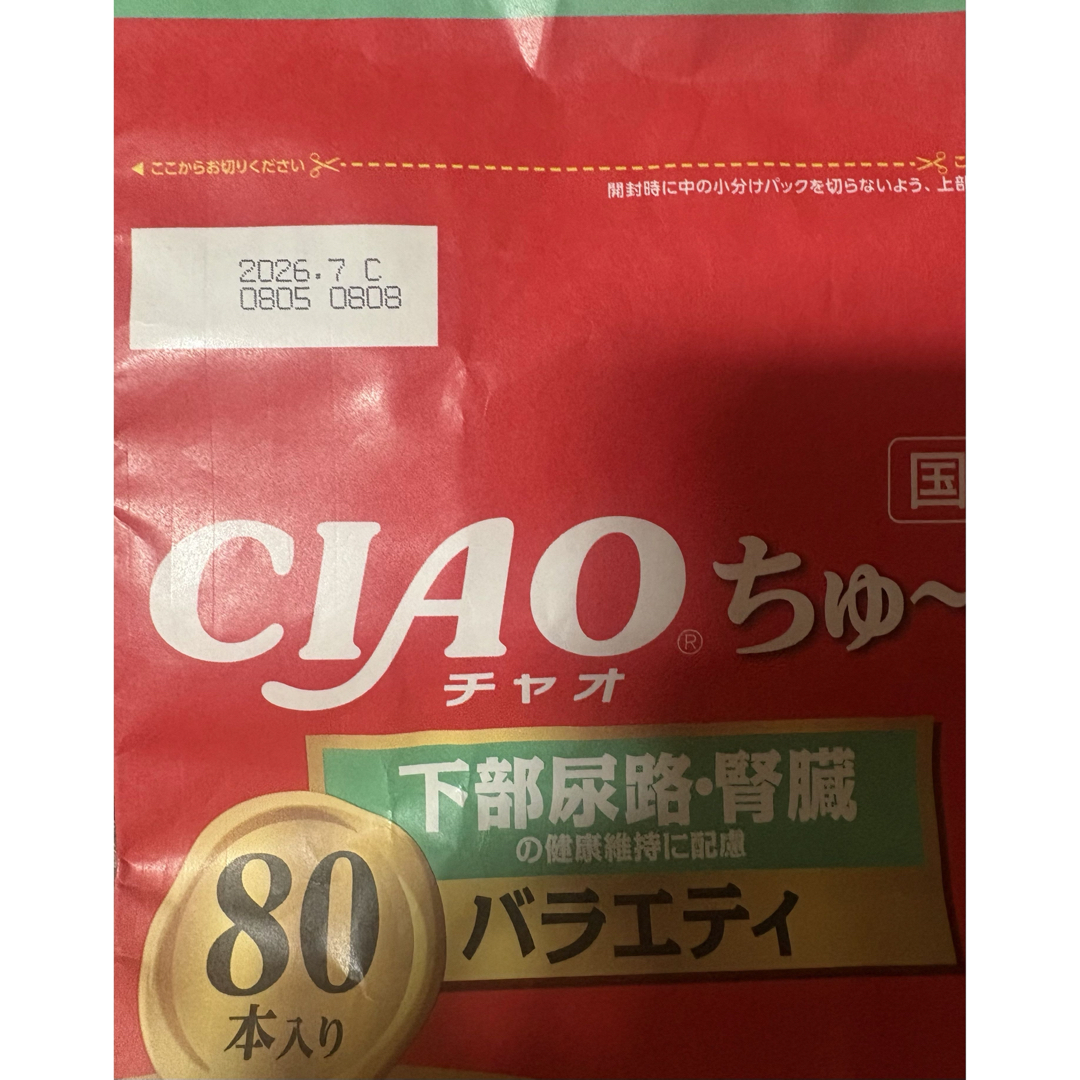 ここからお切りください
開封時に中の小分けパックを切らないよう、上部
2026.7 C
0805 0808
国
CIAO® ちゅ～
チャオ
下部尿路・腎臓
の健康維持に配慮
バラエティ
80
本入り